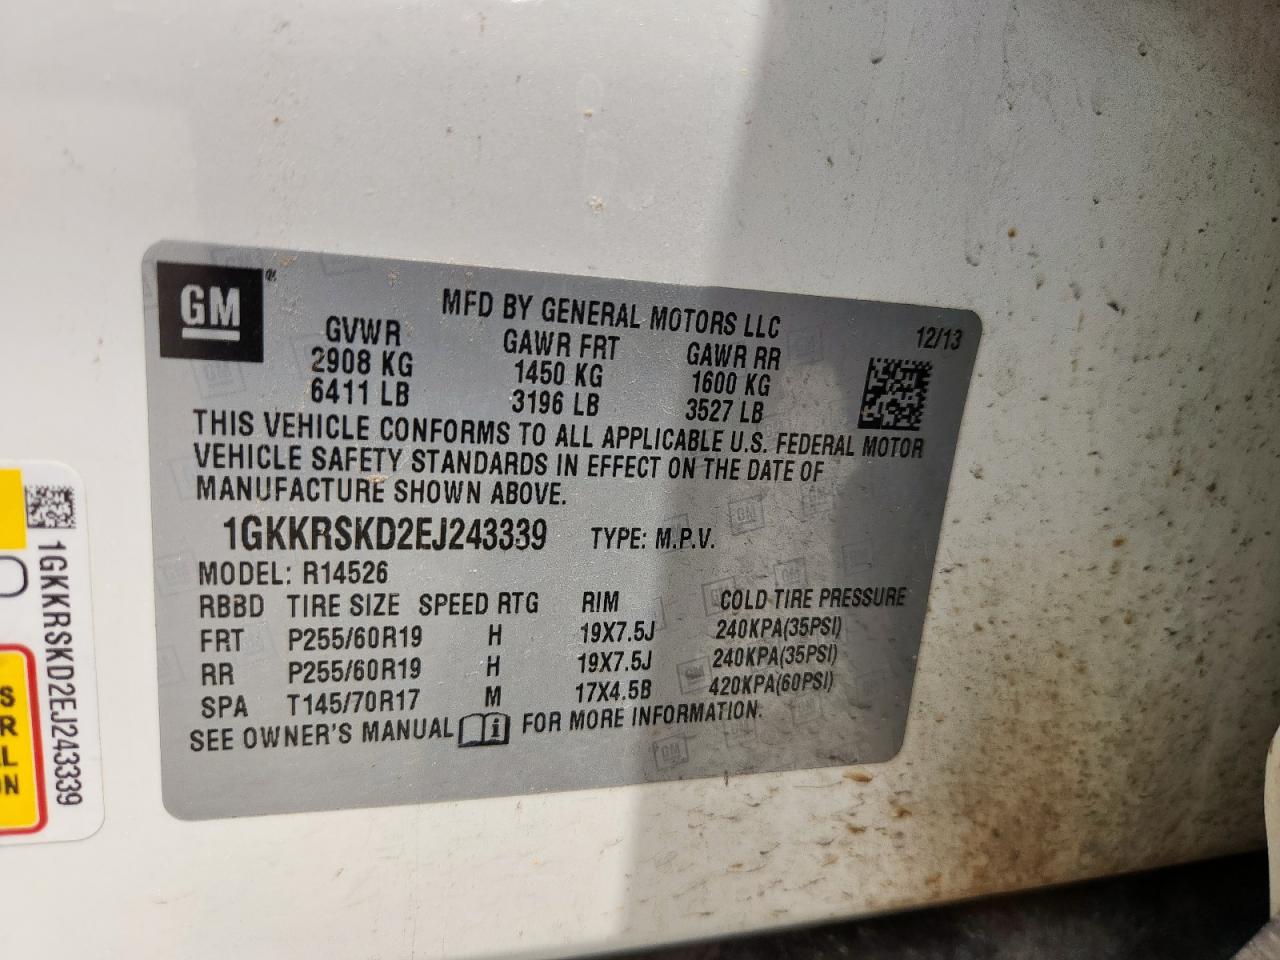 GM
MFD BY GENERAL MOTORS LLC
12/13
GVWR GAWR FRT GAWR RR
2908 KG 1450 KG 1600 KG
6411 LB 3196 LB 3527 LB
THIS VEHICLE CONFORMS TO ALL APPLICABLE U.S. FEDERAL MOTOR
VEHICLE SAFETY STANDARDS IN EFFECT ON THE DATE OF
MANUFACTURE SHOWN ABOVE.
1GKKRSKD2EJ243339 TYPE: M.P.V.
MODEL: R14526
RBBD TIRE SIZE SPEED RTG RIM COLD TIRE PRESSURE
FRT P255/60R19 H 19X7.5J 240KPA(35PSI)
RR P255/60R19 H 19X7.5J 240KPA(35PSI)
SPA T145/70R17 M 17X4.5B 420KPA(60PSI)
SEE OWNER'S MANUAL FOR MORE INFORMATION.
1GKKRSKD2EJ243339